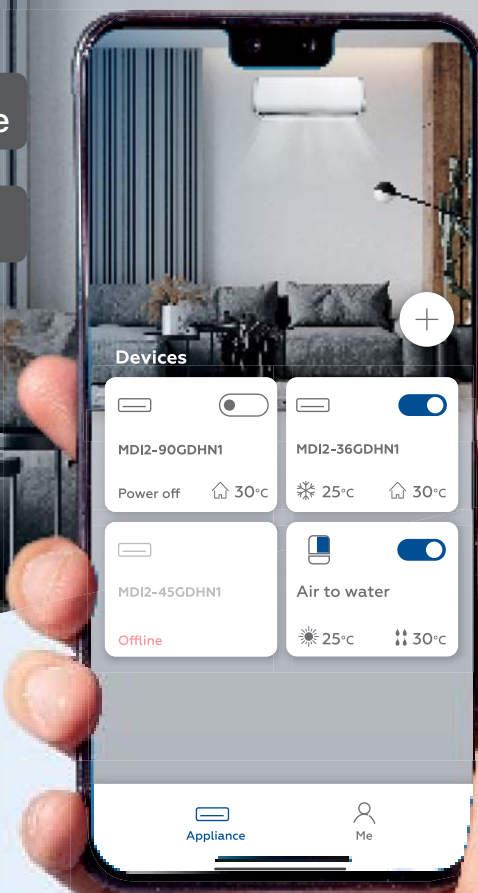 e
Devices
MDI2-90GDHN1
Power off 30°C
MDI2-36GDHN1
25°C 30°C
MDI2-45GDHN1
Offline
Air to water
25°C 30°C
Appliance
Me